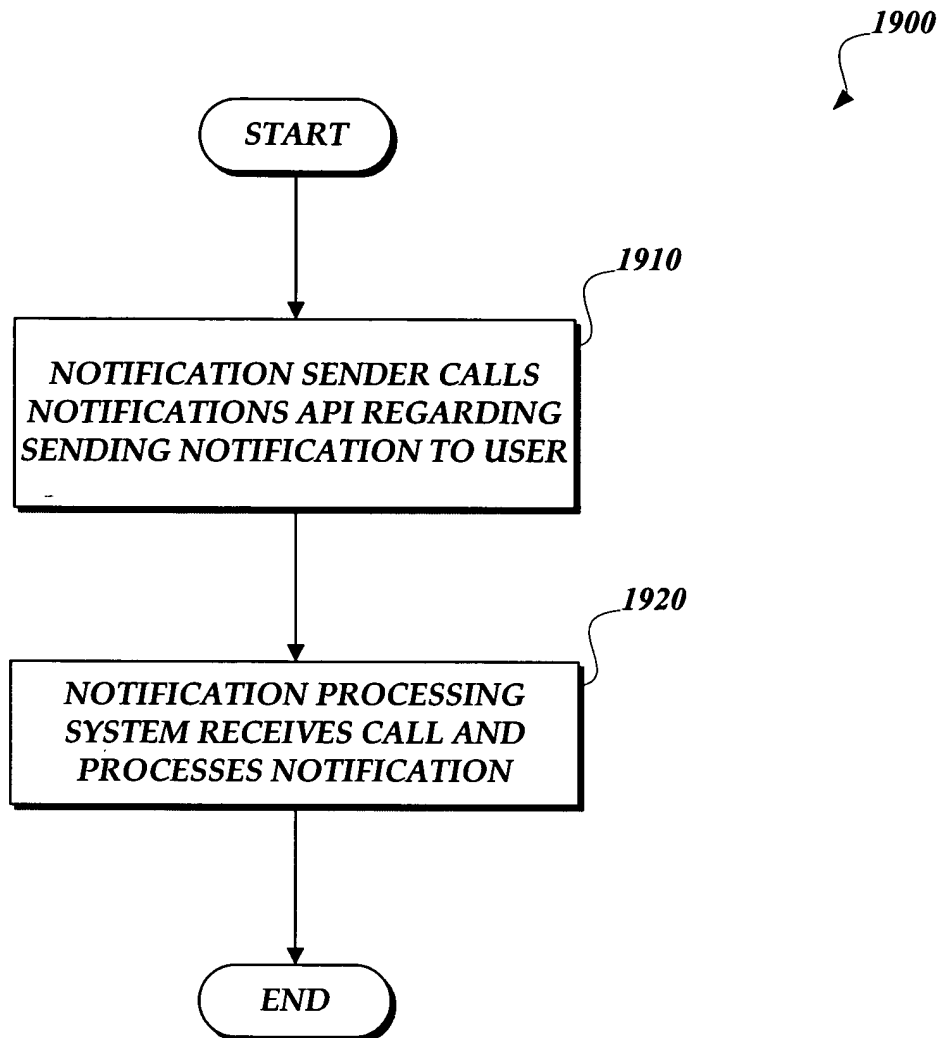 1900
START
1910
NOTIFICATION SENDER CALLS
NOTIFICATIONS API REGARDING
SENDING NOTIFICATION TO USER
1920
NOTIFICATION PROCESSING
SYSTEM RECEIVES CALL AND
PROCESSES NOTIFICATION
END